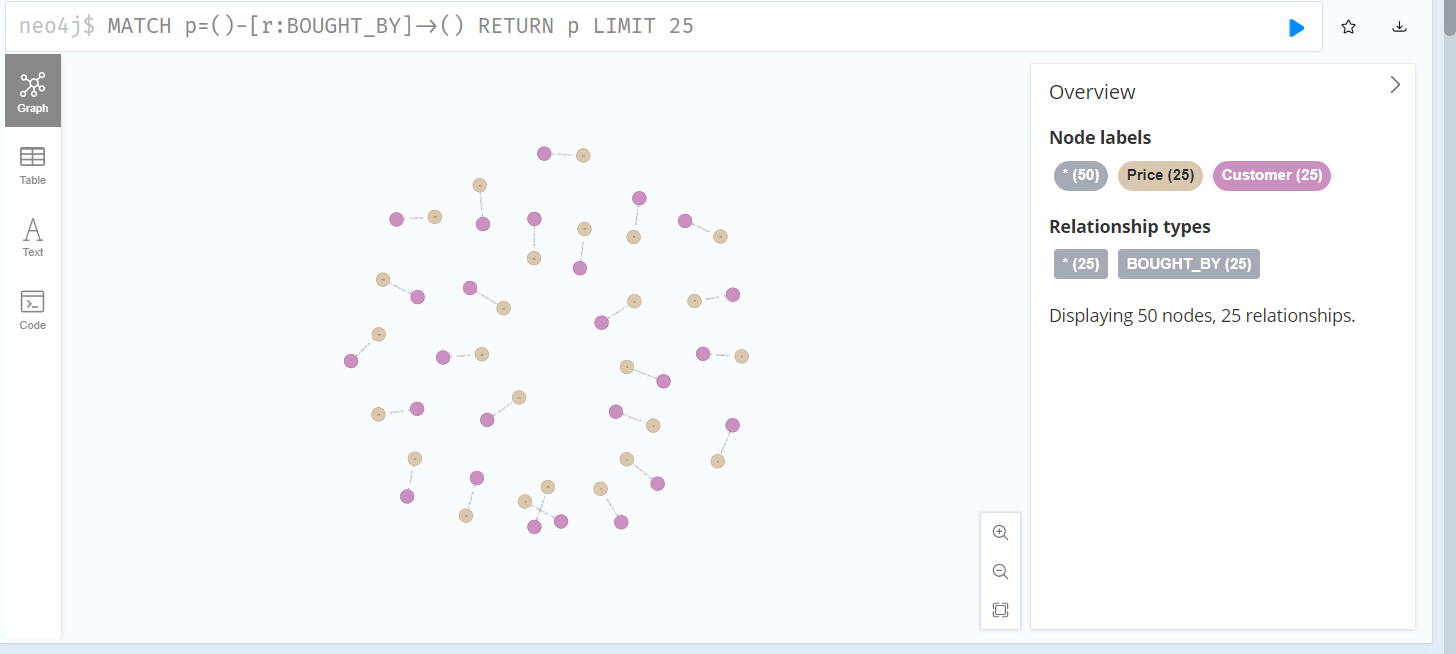 neo4j$ MATCH p=()-[r:BOUGHT_BY]->() RETURN p LIMIT 25
Graph
Table
Text
Code
Overview
Node labels
* (50) Price (25) Customer (25)
Relationship types
* (25) BOUGHT_BY (25)
Displaying 50 nodes, 25 relationships.